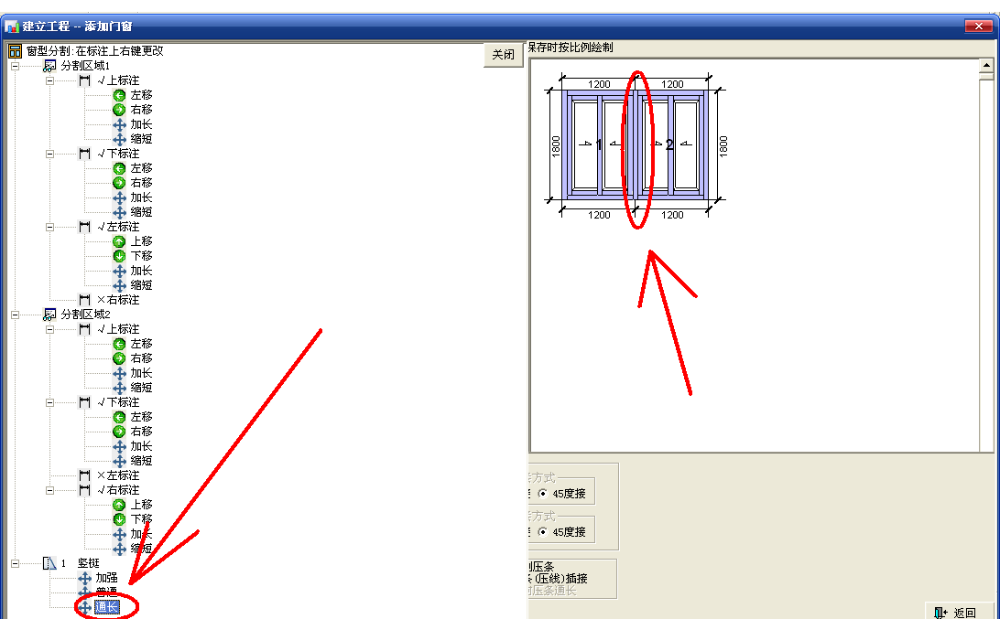 建立工程 -- 添加门窗
窗型分割:在标注上右键更改
关闭
保存时按比例绘制
分割区域1
√上标注
左移
右移
加长
缩短
√下标注
左移
右移
加长
缩短
√左标注
上移
下移
加长
缩短
×右标注
分割区域2
√上标注
左移
右移
加长
缩短
√下标注
左移
右移
加长
缩短
×左标注
√右标注
上移
下移
加长
缩短
1 竖梃
加强
普通
通长
1200 1200
1800 1 2 1800
1200 1200
接方式
45度接
接方式
45度接
压条
(压线)插接
压条通长
返回